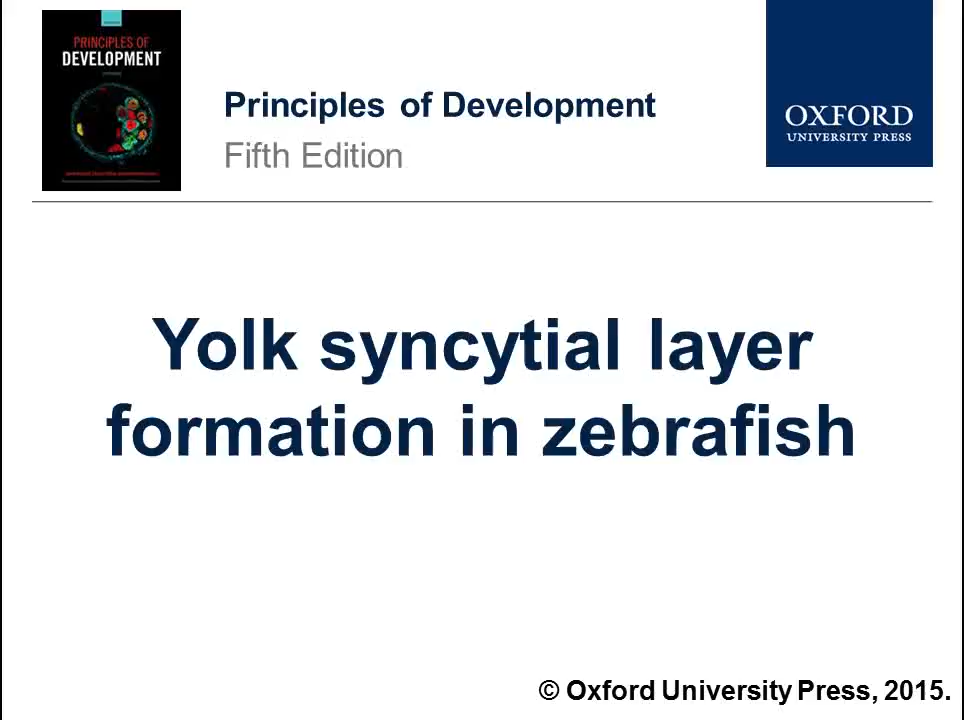 PRINCIPLES OF
DEVELOPMENT
Principles of Development
Fifth Edition
OXFORD
UNIVERSITY PRESS
Yolk syncytial layer
formation in zebrafish
© Oxford University Press, 2015.